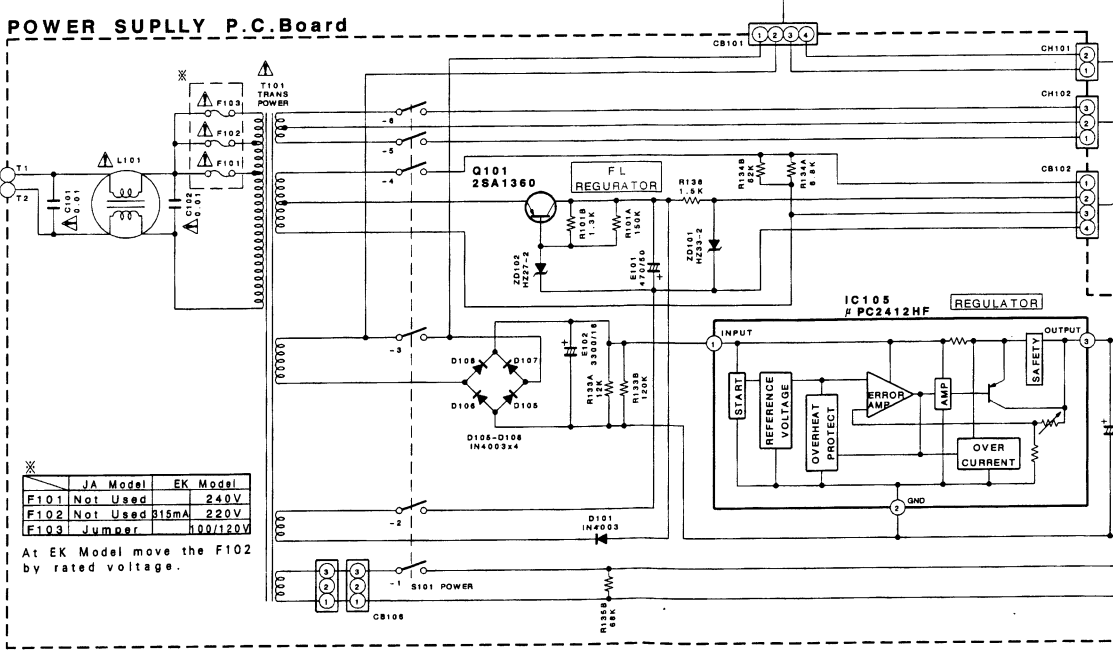 POWER SUPLLY P.C.Board
CB101
1 2 3 4
CH101
2
1
※
T101
TRANS
POWER
F103
F102
F101
L101
T1
T2
C101
0.01
C102
0.01
-6
-5
-4
CH102
3
2
1
Q101
2SA1360
FL
REGURATOR
R101B
1.3K
R101A
150K
R136
1.5K
R134B
82K
R134A
6.8K
CB102
1
2
3
4
ZD102
HZ27-2
E101
470/50
+
ZD101
HZ33-2
IC105
μPC2412HF
REGULATOR
INPUT
1
OUTPUT
3
START
REFERENCE
VOLTAGE
OVERHEAT
PROTECT
ERROR
AMP
AMP
SAFETY
OVER
CURRENT
GND
2
+
-3
D108
D107
D106
D105
D105-D108
IN4003x4
+
E102
3300/16
R133A
12K
R133B
120K
※
JA Model EK Model
F101 Not Used 240V
F102 Not Used 315mA 220V
F103 Jumper 100/120V
At EK Model move the F102
by rated voltage.
-2
D101
IN4003
-1 S101 POWER
3
2
1
3
2
1
CB106
R135B
68K